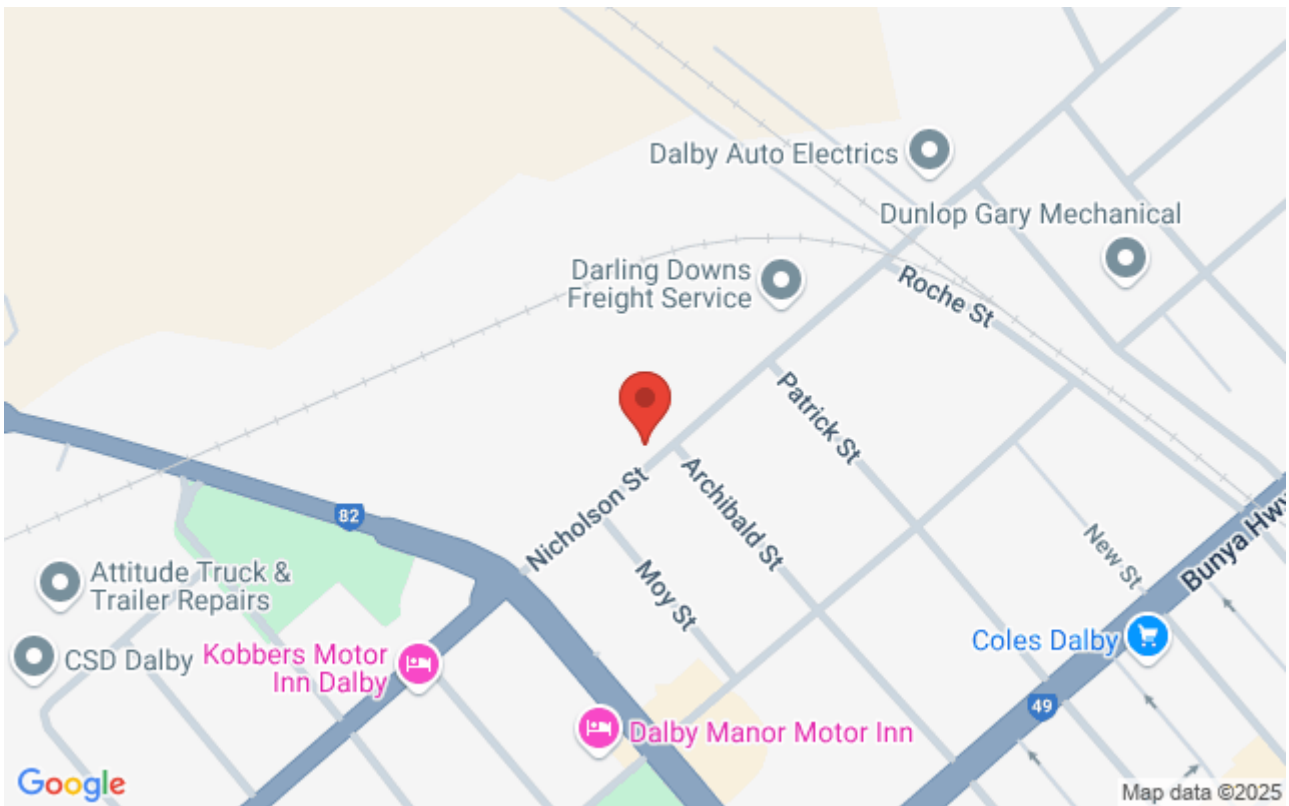 Dalby Auto Electrics
Dunlop Gary Mechanical
Darling Downs
Freight Service
Roche St
Patrick St
Nicholson St
Archibald St
82
Moy St
New St
Bunya Hwy
Attitude Truck &
Trailer Repairs
CSD Dalby
Kobbers Motor
Inn Dalby
Coles Dalby
49
Dalby Manor Motor Inn
Google
Map data ©2025